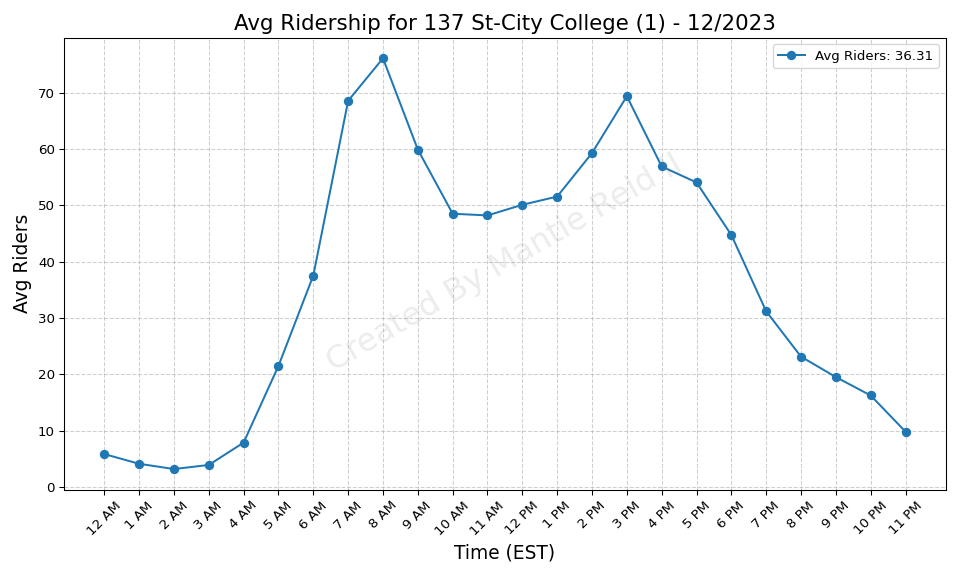 Avg Ridership for 137 St-City College (1) - 12/2023
Avg Riders: 36.31
Avg Riders
70
60
50
40
30
20
10
0
Created By Mantie Reid II
12 AM
1 AM
2 AM
3 AM
4 AM
5 AM
6 AM
7 AM
8 AM
9 AM
10 AM
11 AM
12 PM
1 PM
2 PM
3 PM
4 PM
5 PM
6 PM
7 PM
8 PM
9 PM
10 PM
11 PM
Time (EST)